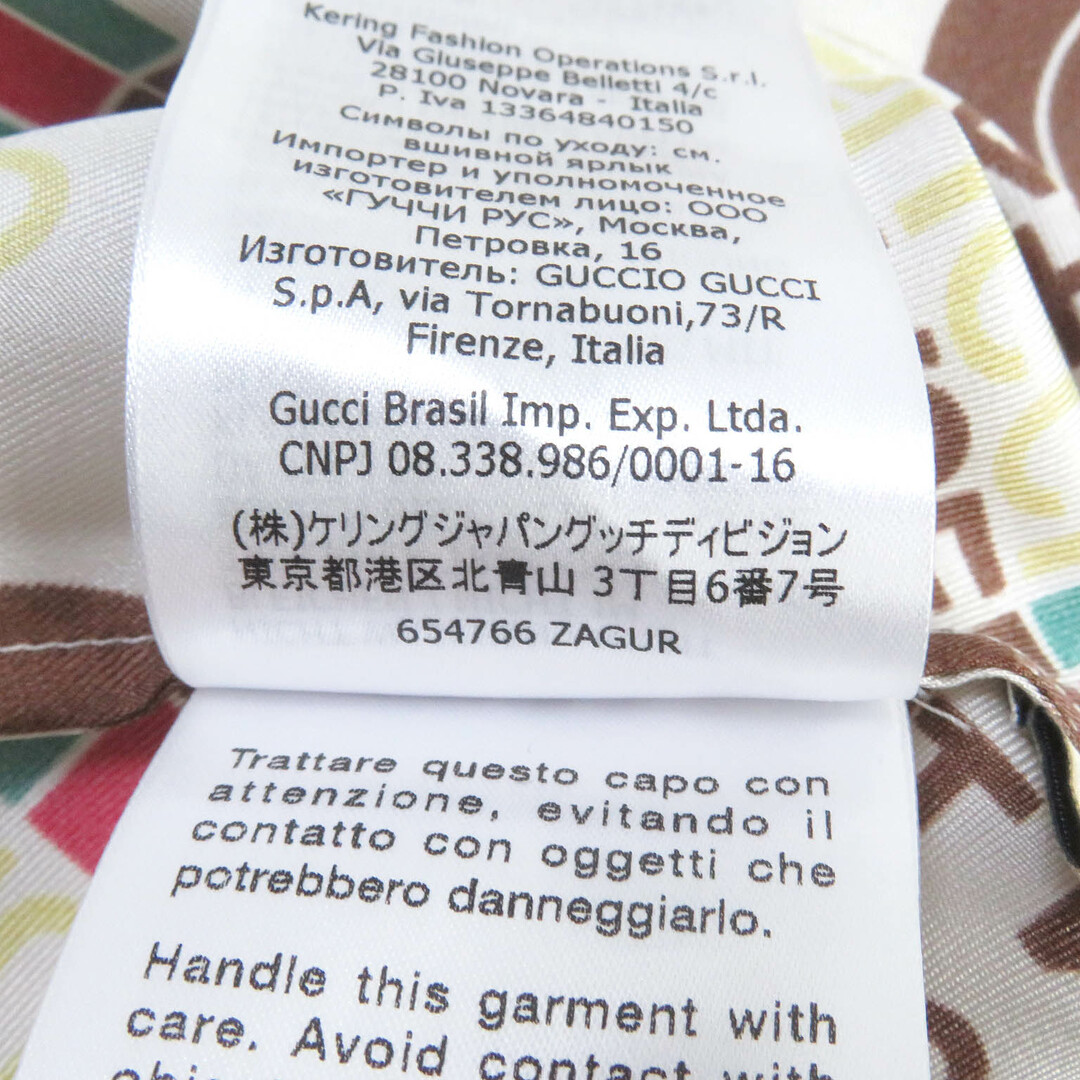 Kering Fashion Operations S.r.l.
Via Giuseppe Belletti 4/c
28100 Novara - Italia
P. Iva 13364840150
Символы по уходу: см.
вшивной ярлык
Импортер и уполномоченное
изготовителем лицо: ООО
«ГУЧЧИ РУС», Москва,
Петровка, 16
Изготовитель: GUCCIO GUCCI
S.p.A, via Tornabuoni,73/R
Firenze, Italia
Gucci Brasil Imp. Exp. Ltda.
CNPJ 08.338.986/0001-16
(株)ケリングジャパングッチディビジョン
東京都港区北青山 3丁目6番7号
654766 ZAGUR
Trattare questo capo con
attenzione, evitando il
contatto con oggetti che
potrebbero danneggiarlo.
Handle this garment with
care. Avoid contact with